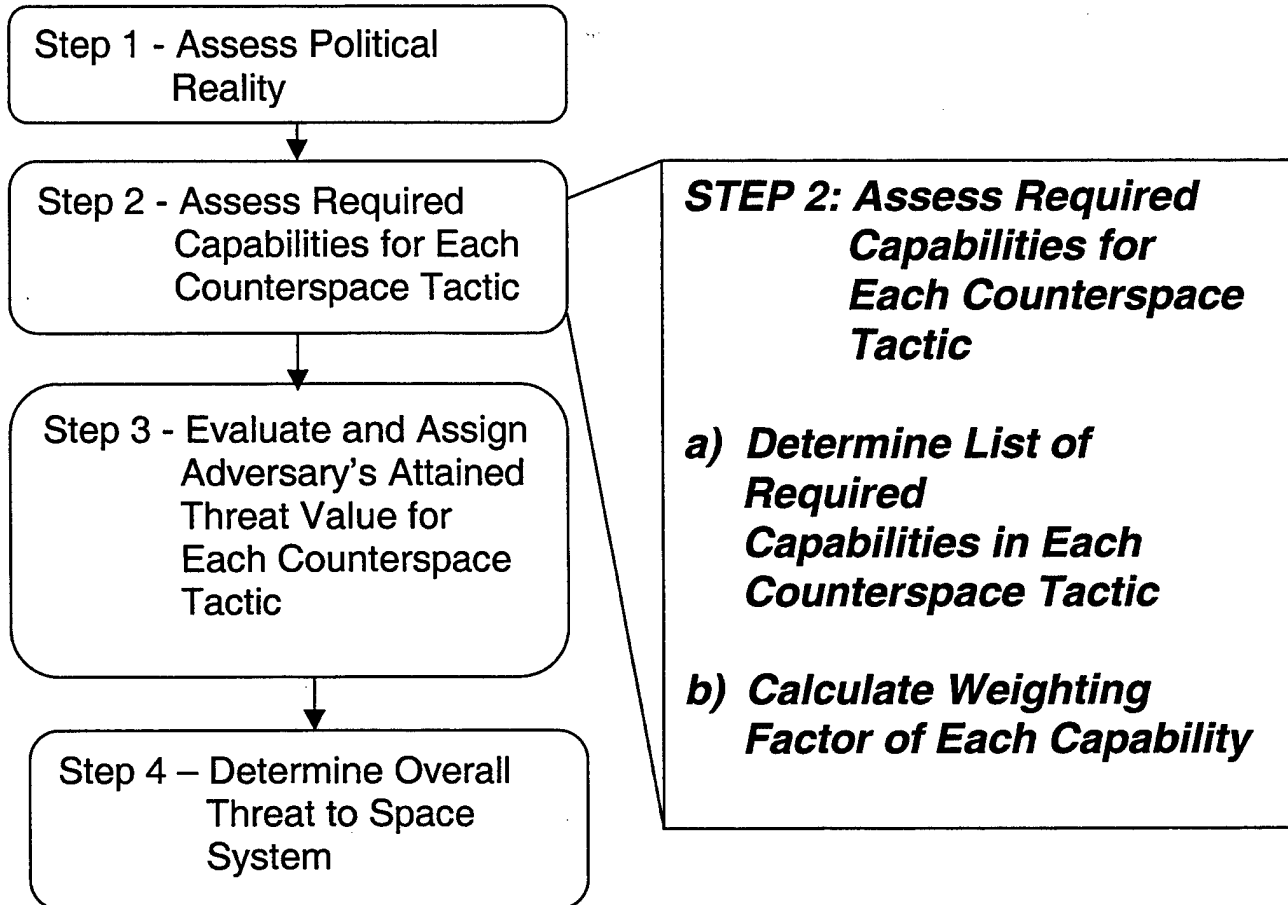 Step 1 - Assess Political
Reality
Step 2 - Assess Required
Capabilities for Each
Counterspace Tactic
Step 3 - Evaluate and Assign
Adversary’s Attained
Threat Value for
Each Counterspace
Tactic
Step 4 – Determine Overall
Threat to Space
System
STEP 2: Assess Required
Capabilities for
Each Counterspace
Tactic
a) Determine List of
Required
Capabilities in Each
Counterspace Tactic
b) Calculate Weighting
Factor of Each Capability